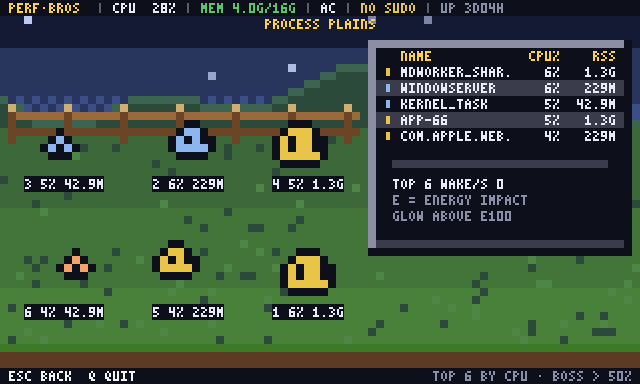 PERF·BROS | CPU 28% | MEM 4.0G/16G | AC | NO SUDO | UP 3D04H
PROCESS PLAINS
NAME CPU% RSS
MDWORKER_SHAR. 6% 1.3G
WINDOWSERVER 6% 229M
KERNEL_TASK 5% 42.9M
APP-66 5% 1.3G
COM.APPLE.WEB. 4% 229M
TOP 6 WAKE/S 0
E = ENERGY IMPACT
GLOW ABOVE E100
3 5% 42.9M
2 6% 229M
4 5% 1.3G
6 4% 42.9M
5 4% 229M
1 6% 1.3G
ESC BACK Q QUIT
TOP 6 BY CPU · BOSS > 50%